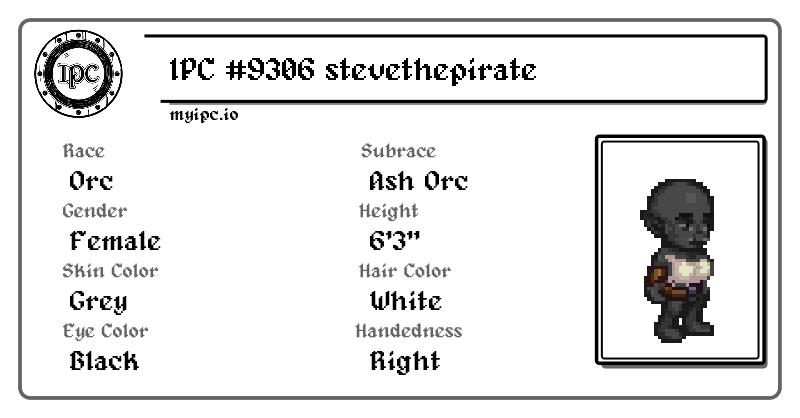 IPC
IPC #9306 stevethepirate
myipc.io
Race
Orc
Subrace
Ash Orc
Gender
Female
Height
6'3"
Skin Color
Grey
Hair Color
White
Eye Color
Black
Handedness
Right